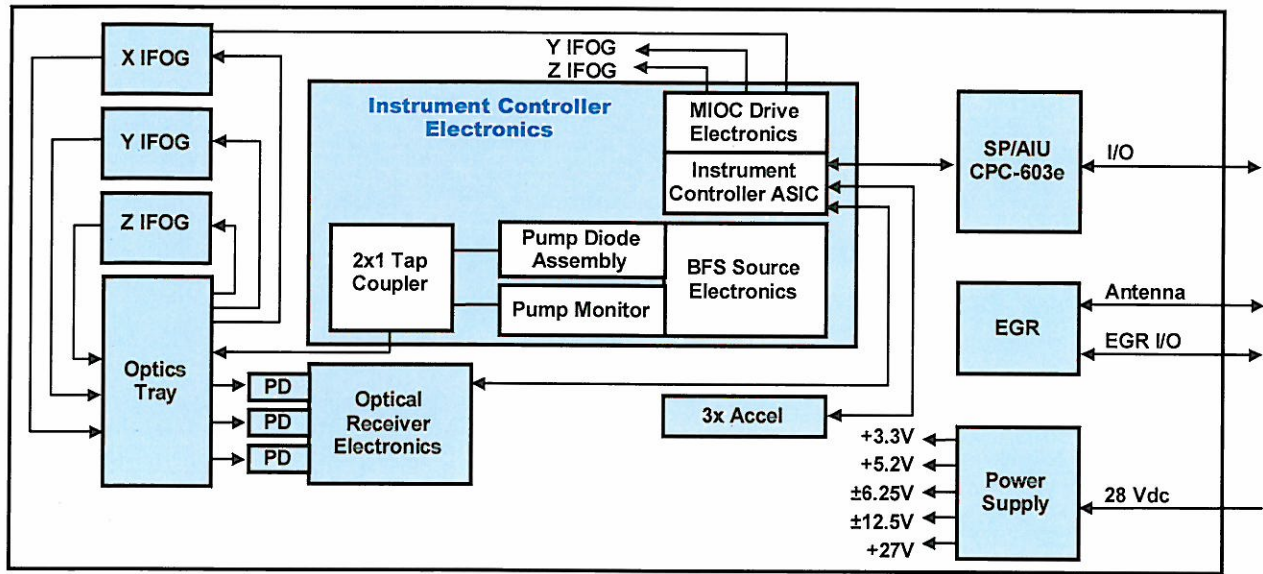 X IFOG
Y IFOG
Z IFOG
Y IFOG
Z IFOG
Instrument Controller
Electronics
MIOC Drive
Electronics
Instrument
Controller ASIC
2x1 Tap
Coupler
Pump Diode
Assembly
Pump Monitor
BFS Source
Electronics
SP/AIU
CPC-603e
I/O
EGR
Antenna
EGR I/O
Optics
Tray
PD
PD
PD
Optical
Receiver
Electronics
3x Accel
+3.3V
+5.2V
±6.25V
±12.5V
+27V
Power
Supply
28 Vdc